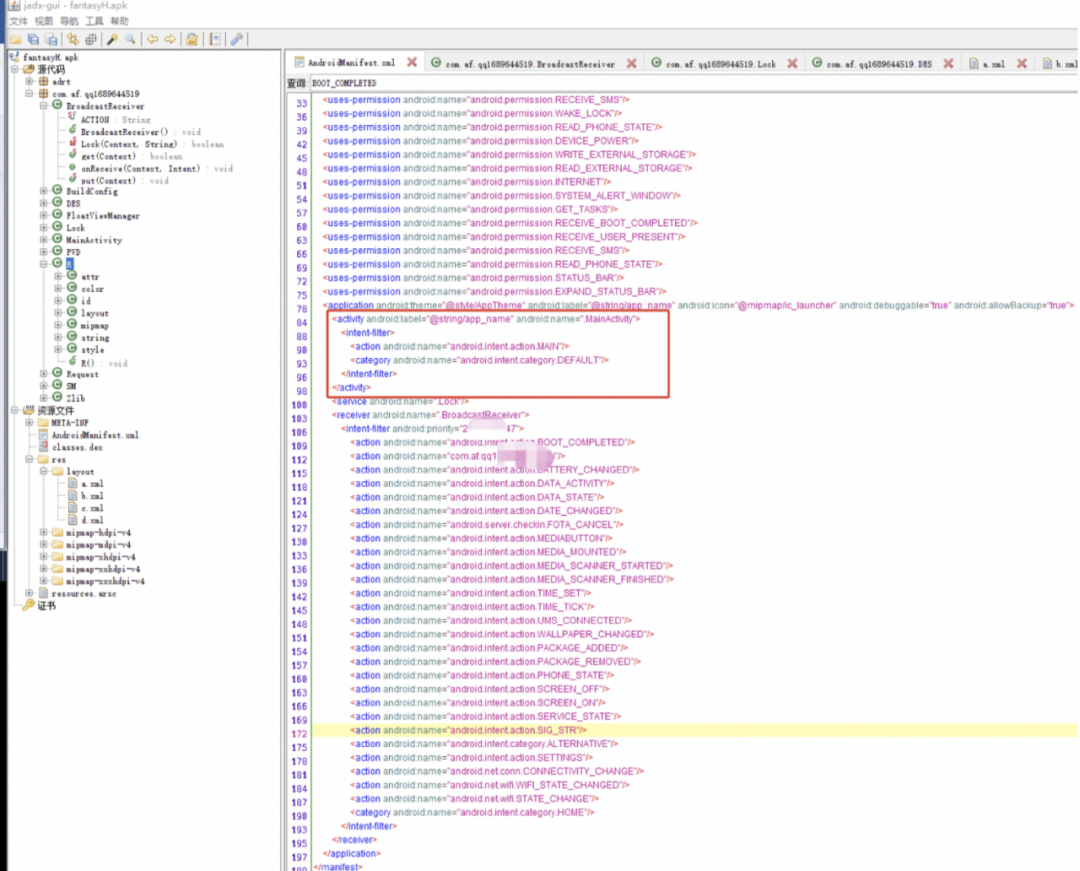 jadx-gui - fantasyH.apk
文件 视图 导航 工具 帮助
fantasyH.apk
源代码
adrt
com.af.qq1689644519
BroadcastReceiver
ACTION : String
BroadcastReceiver() : void
Lock(Context, String) : boolean
get(Context) : boolean
onReceive(Context, Intent) : void
put(Context) : void
BuildConfig
DES
FloatViewManager
Lock
MainActivity
PVD
R
attr
color
id
layout
mipmap
string
style
R() : void
Request
SM
Zlib
资源文件
META-INF
AndroidManifest.xml
classes.dex
res
layout
a.xml
b.xml
c.xml
d.xml
mipmap-hdpi-v4
mipmap-mdpi-v4
mipmap-xhdpi-v4
mipmap-xxhdpi-v4
mipmap-xxxhdpi-v4
resources.arsc
证书
AndroidManifest.xml com.af.qq1689644519.BroadcastReceiver com.af.qq1689644519.Lock com.af.qq1689644519.DES a.xml b.xml
查询: BOOT_COMPLETED
33 <uses-permission android:name="android.permission.RECEIVE_SMS"/>
36 <uses-permission android:name="android.permission.WAKE_LOCK"/>
39 <uses-permission android:name="android.permission.READ_PHONE_STATE"/>
42 <uses-permission android:name="android.permission.DEVICE_POWER"/>
45 <uses-permission android:name="android.permission.WRITE_EXTERNAL_STORAGE"/>
48 <uses-permission android:name="android.permission.READ_EXTERNAL_STORAGE"/>
51 <uses-permission android:name="android.permission.INTERNET"/>
54 <uses-permission android:name="android.permission.SYSTEM_ALERT_WINDOW"/>
57 <uses-permission android:name="android.permission.GET_TASKS"/>
60 <uses-permission android:name="android.permission.RECEIVE_BOOT_COMPLETED"/>
63 <uses-permission android:name="android.permission.RECEIVE_USER_PRESENT"/>
66 <uses-permission android:name="android.permission.RECEIVE_SMS"/>
69 <uses-permission android:name="android.permission.READ_PHONE_STATE"/>
72 <uses-permission android:name="android.permission.STATUS_BAR"/>
75 <uses-permission android:name="android.permission.EXPAND_STATUS_BAR"/>
78 <application android:theme="@style/AppTheme" android:label="@string/app_name" android:icon="@mipmap/ic_launcher" android:debuggable="true" android:allowBackup="true">
84 <activity android:label="@string/app_name" android:name=".MainActivity">
88 <intent-filter>
90 <action android:name="android.intent.action.MAIN"/>
93 <category android:name="android.intent.category.DEFAULT"/>
96 </intent-filter>
98 </activity>
100 <service android:name=".Lock"/>
103 <receiver android:name=".BroadcastReceiver">
106 <intent-filter android:priority="2 47">
109 <action android:name="android.intent.action.BOOT_COMPLETED"/>
112 <action android:name="com.af.qq1 "/>
115 <action android:name="android.intent.action.BATTERY_CHANGED"/>
118 <action android:name="android.intent.action.DATA_ACTIVITY"/>
121 <action android:name="android.intent.action.DATA_STATE"/>
124 <action android:name="android.intent.action.DATE_CHANGED"/>
127 <action android:name="android.server.checkin.FOTA_CANCEL"/>
130 <action android:name="android.intent.action.MEDIABUTTON"/>
133 <action android:name="android.intent.action.MEDIA_MOUNTED"/>
136 <action android:name="android.intent.action.MEDIA_SCANNER_STARTED"/>
139 <action android:name="android.intent.action.MEDIA_SCANNER_FINISHED"/>
142 <action android:name="android.intent.action.TIME_SET"/>
145 <action android:name="android.intent.action.TIME_TICK"/>
148 <action android:name="android.intent.action.UMS_CONNECTED"/>
151 <action android:name="android.intent.action.WALLPAPER_CHANGED"/>
154 <action android:name="android.intent.action.PACKAGE_ADDED"/>
157 <action android:name="android.intent.action.PACKAGE_REMOVED"/>
160 <action android:name="android.intent.action.PHONE_STATE"/>
163 <action android:name="android.intent.action.SCREEN_OFF"/>
166 <action android:name="android.intent.action.SCREEN_ON"/>
169 <action android:name="android.intent.action.SERVICE_STATE"/>
172 <action android:name="android.intent.action.SIG_STR"/>
175 <action android:name="android.intent.category.ALTERNATIVE"/>
178 <action android:name="android.intent.action.SETTINGS"/>
181 <action android:name="android.net.conn.CONNECTIVITY_CHANGE"/>
184 <action android:name="android.net.wifi.WIFI_STATE_CHANGED"/>
187 <action android:name="android.net.wifi.STATE_CHANGE"/>
190 <category android:name="android.intent.category.HOME"/>
193 </intent-filter>
195 </receiver>
197 </application>
199 </manifest>